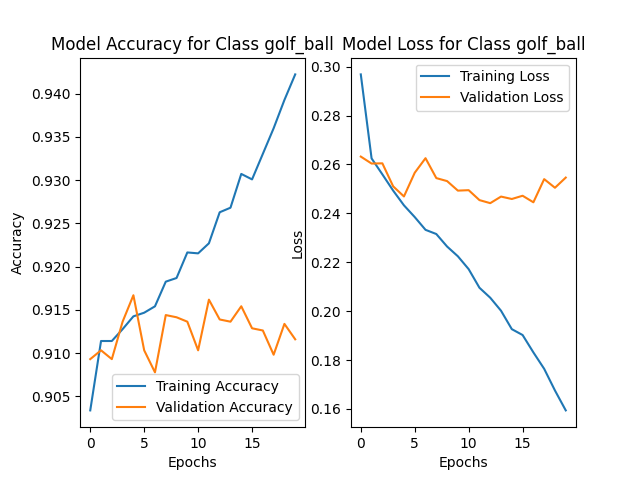 Model Accuracy for Class golf_ball
Accuracy
0.940
0.935
0.930
0.925
0.920
0.915
0.910
0.905
Training Accuracy
Validation Accuracy
0 5 10 15
Epochs
Model Loss for Class golf_ball
Loss
0.30
0.28
0.26
0.24
0.22
0.20
0.18
0.16
Training Loss
Validation Loss
0 5 10 15
Epochs